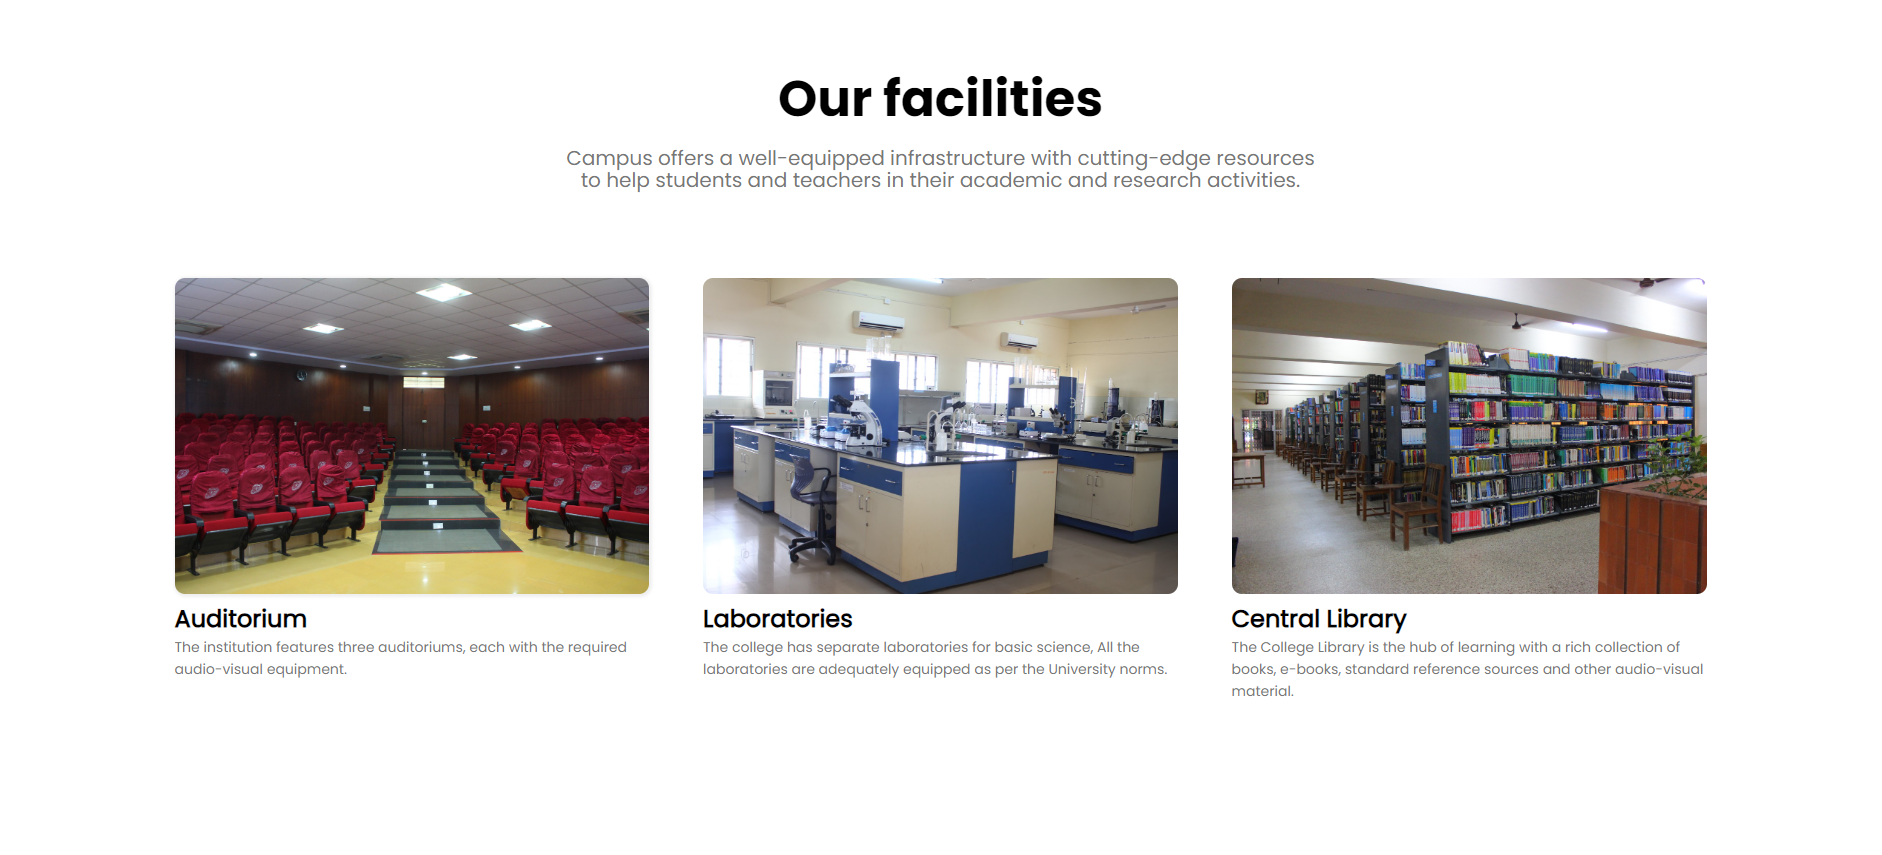 Our facilities
Campus offers a well-equipped infrastructure with cutting-edge resources
to help students and teachers in their academic and research activities.
Auditorium
The institution features three auditoriums, each with the required
audio-visual equipment.
Laboratories
The college has separate laboratories for basic science, All the
laboratories are adequately equipped as per the University norms.
Central Library
The College Library is the hub of learning with a rich collection of
books, e-books, standard reference sources and other audio-visual
material.